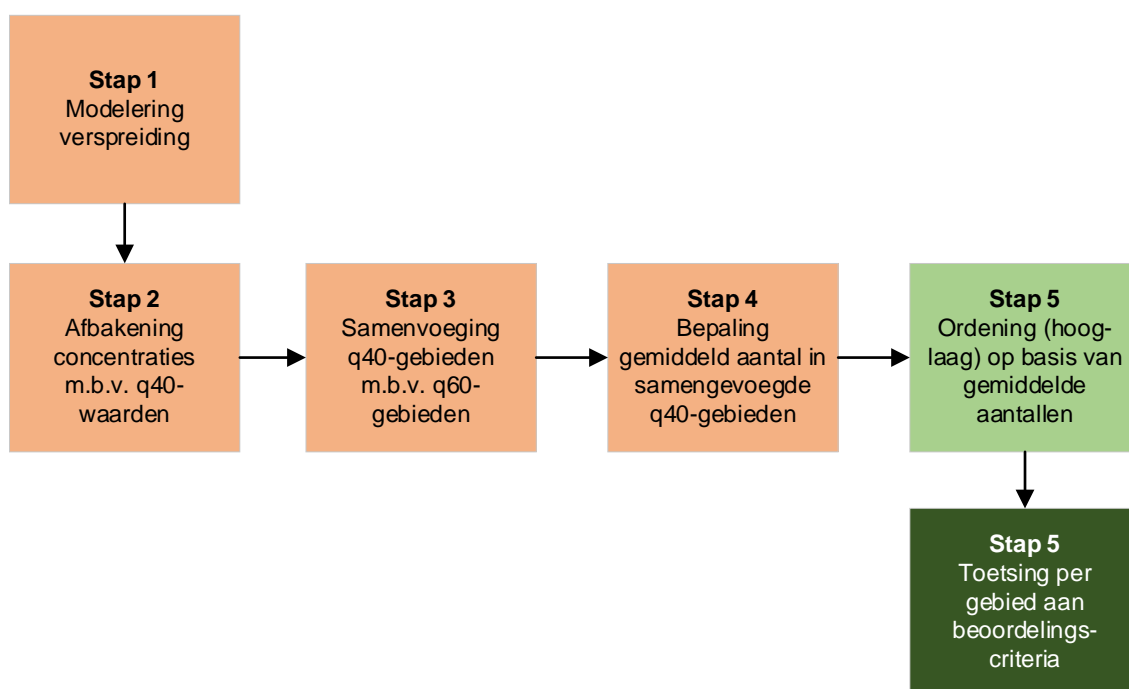 Stap 1
Modelering
verspreiding
Stap 2
Afbakening
concentraties
m.b.v. q40-
waarden
Stap 3
Samenvoeging
q40-gebieden
m.b.v. q60-
gebieden
Stap 4
Bepaling
gemiddeld aantal in
samengevoegde
q40-gebieden
Stap 5
Ordening (hoog-
laag) op basis van
gemiddelde
aantallen
Stap 5
Toetsing per
gebied aan
beoordelings-
criteria